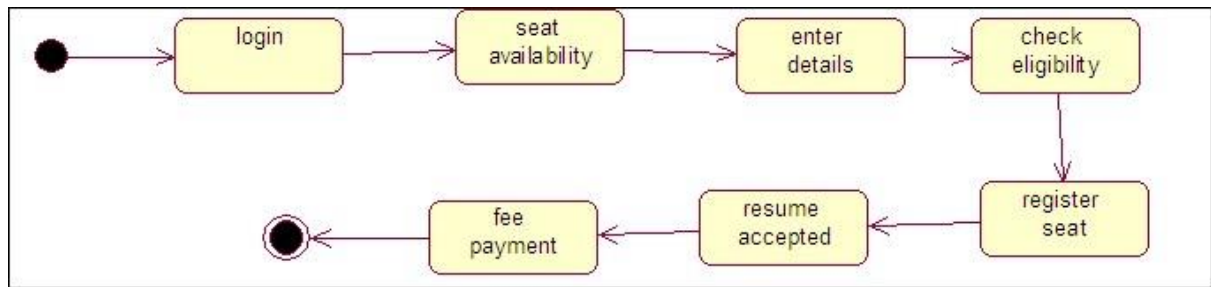 login
seat
availability
enter
details
check
eligibility
register
seat
resume
accepted
fee
payment